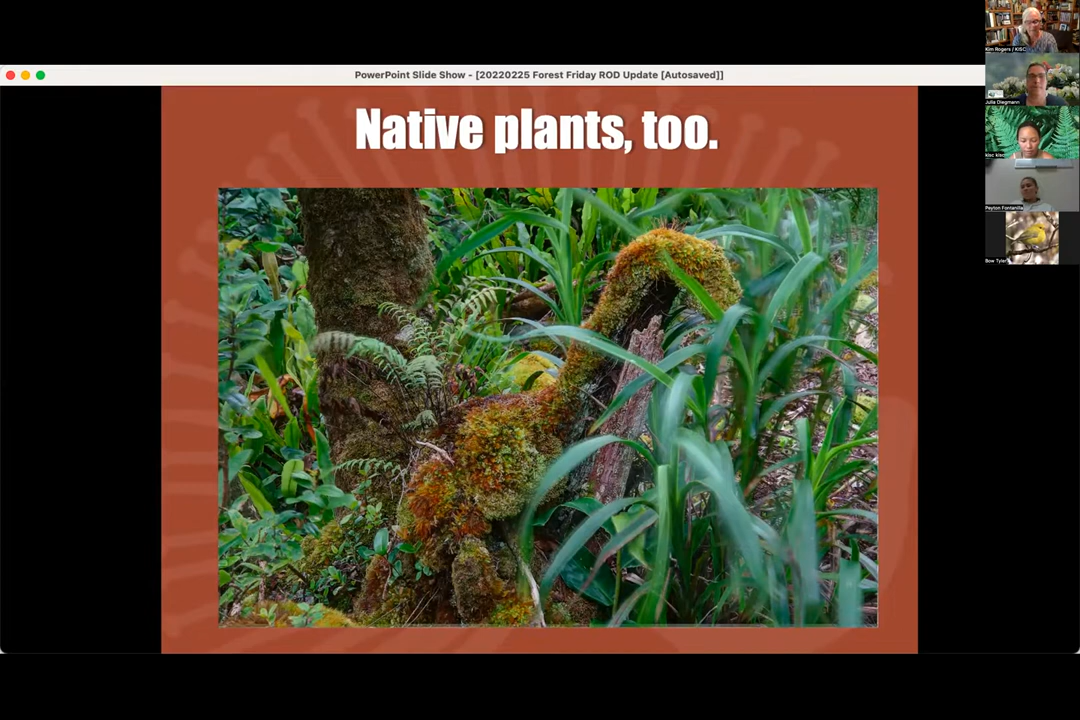 PowerPoint Slide Show - [20220225 Forest Friday ROD Update [Autosaved]]
Native plants, too.
Kim Rogers / KISC
Julia Diegmann
kisc kisc
Peyton Fontanilla
Bow Tyler